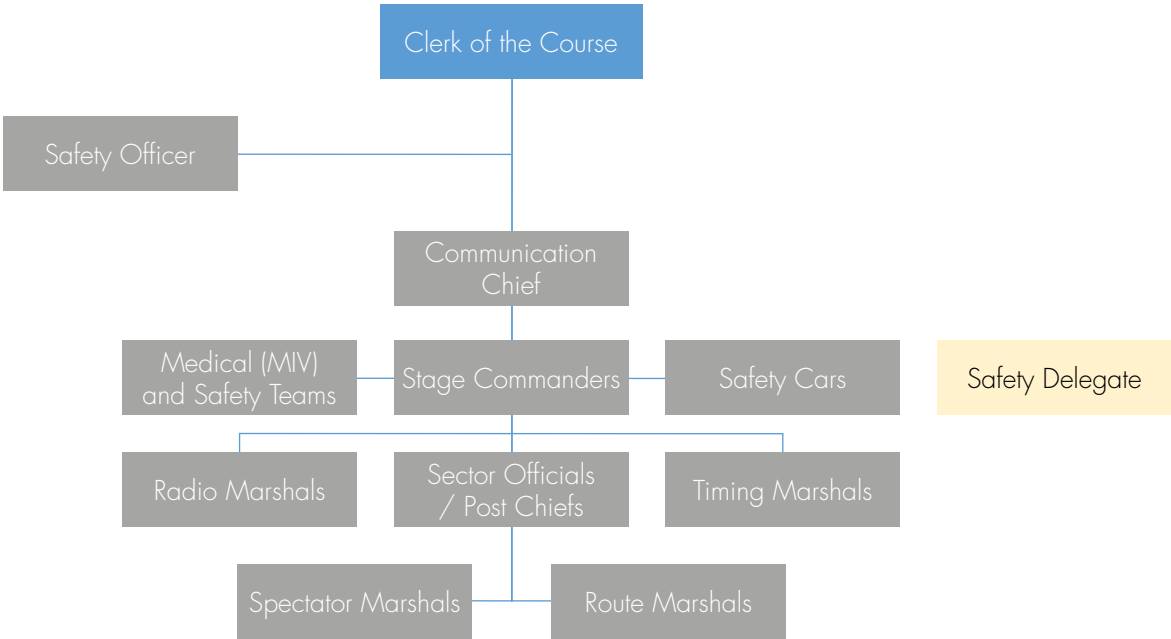 Clerk of the Course
Safety Officer
Communication
Chief
Medical (MIV)
and Safety Teams
Stage Commanders
Safety Cars
Safety Delegate
Radio Marshals
Sector Officials
/ Post Chiefs
Timing Marshals
Spectator Marshals
Route Marshals